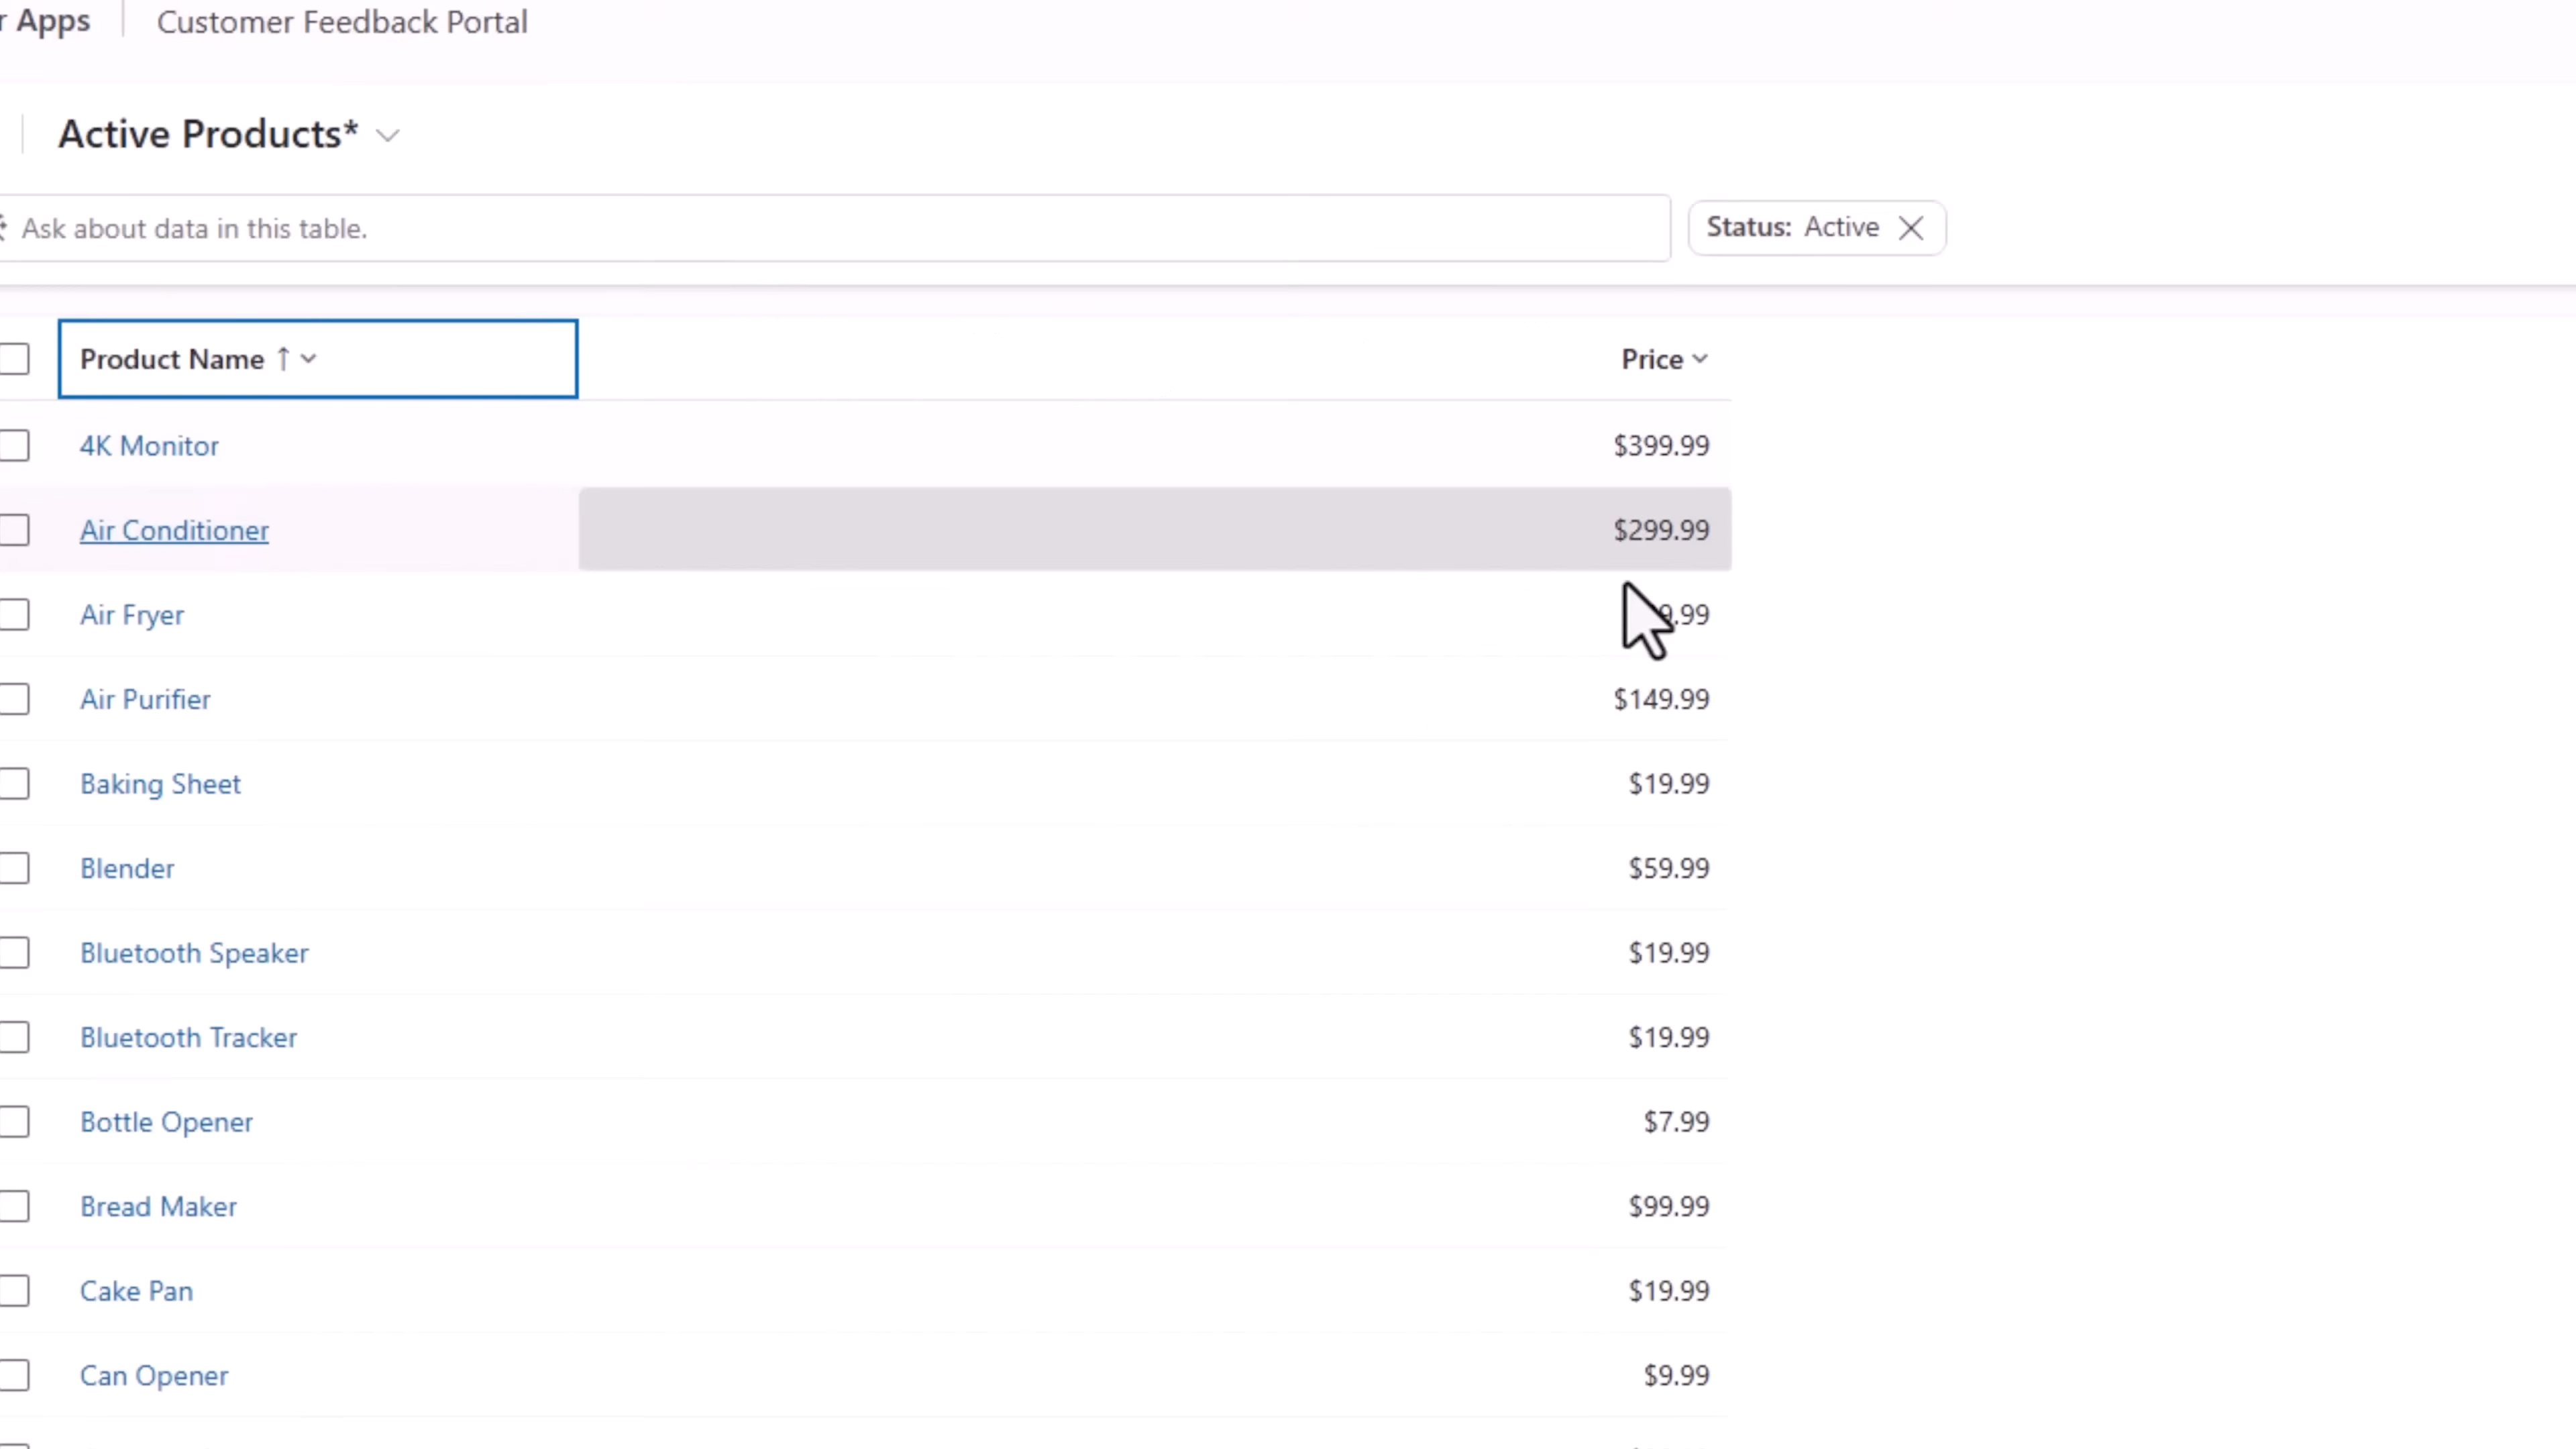 Apps | Customer Feedback Portal
Active Products*
Ask about data in this table.
Status: Active
Product Name ↑ Price
4K Monitor $399.99
Air Conditioner $299.99
Air Fryer
Air Purifier $149.99
Baking Sheet $19.99
Blender $59.99
Bluetooth Speaker $19.99
Bluetooth Tracker $19.99
Bottle Opener $7.99
Bread Maker $99.99
Cake Pan $19.99
Can Opener $9.99